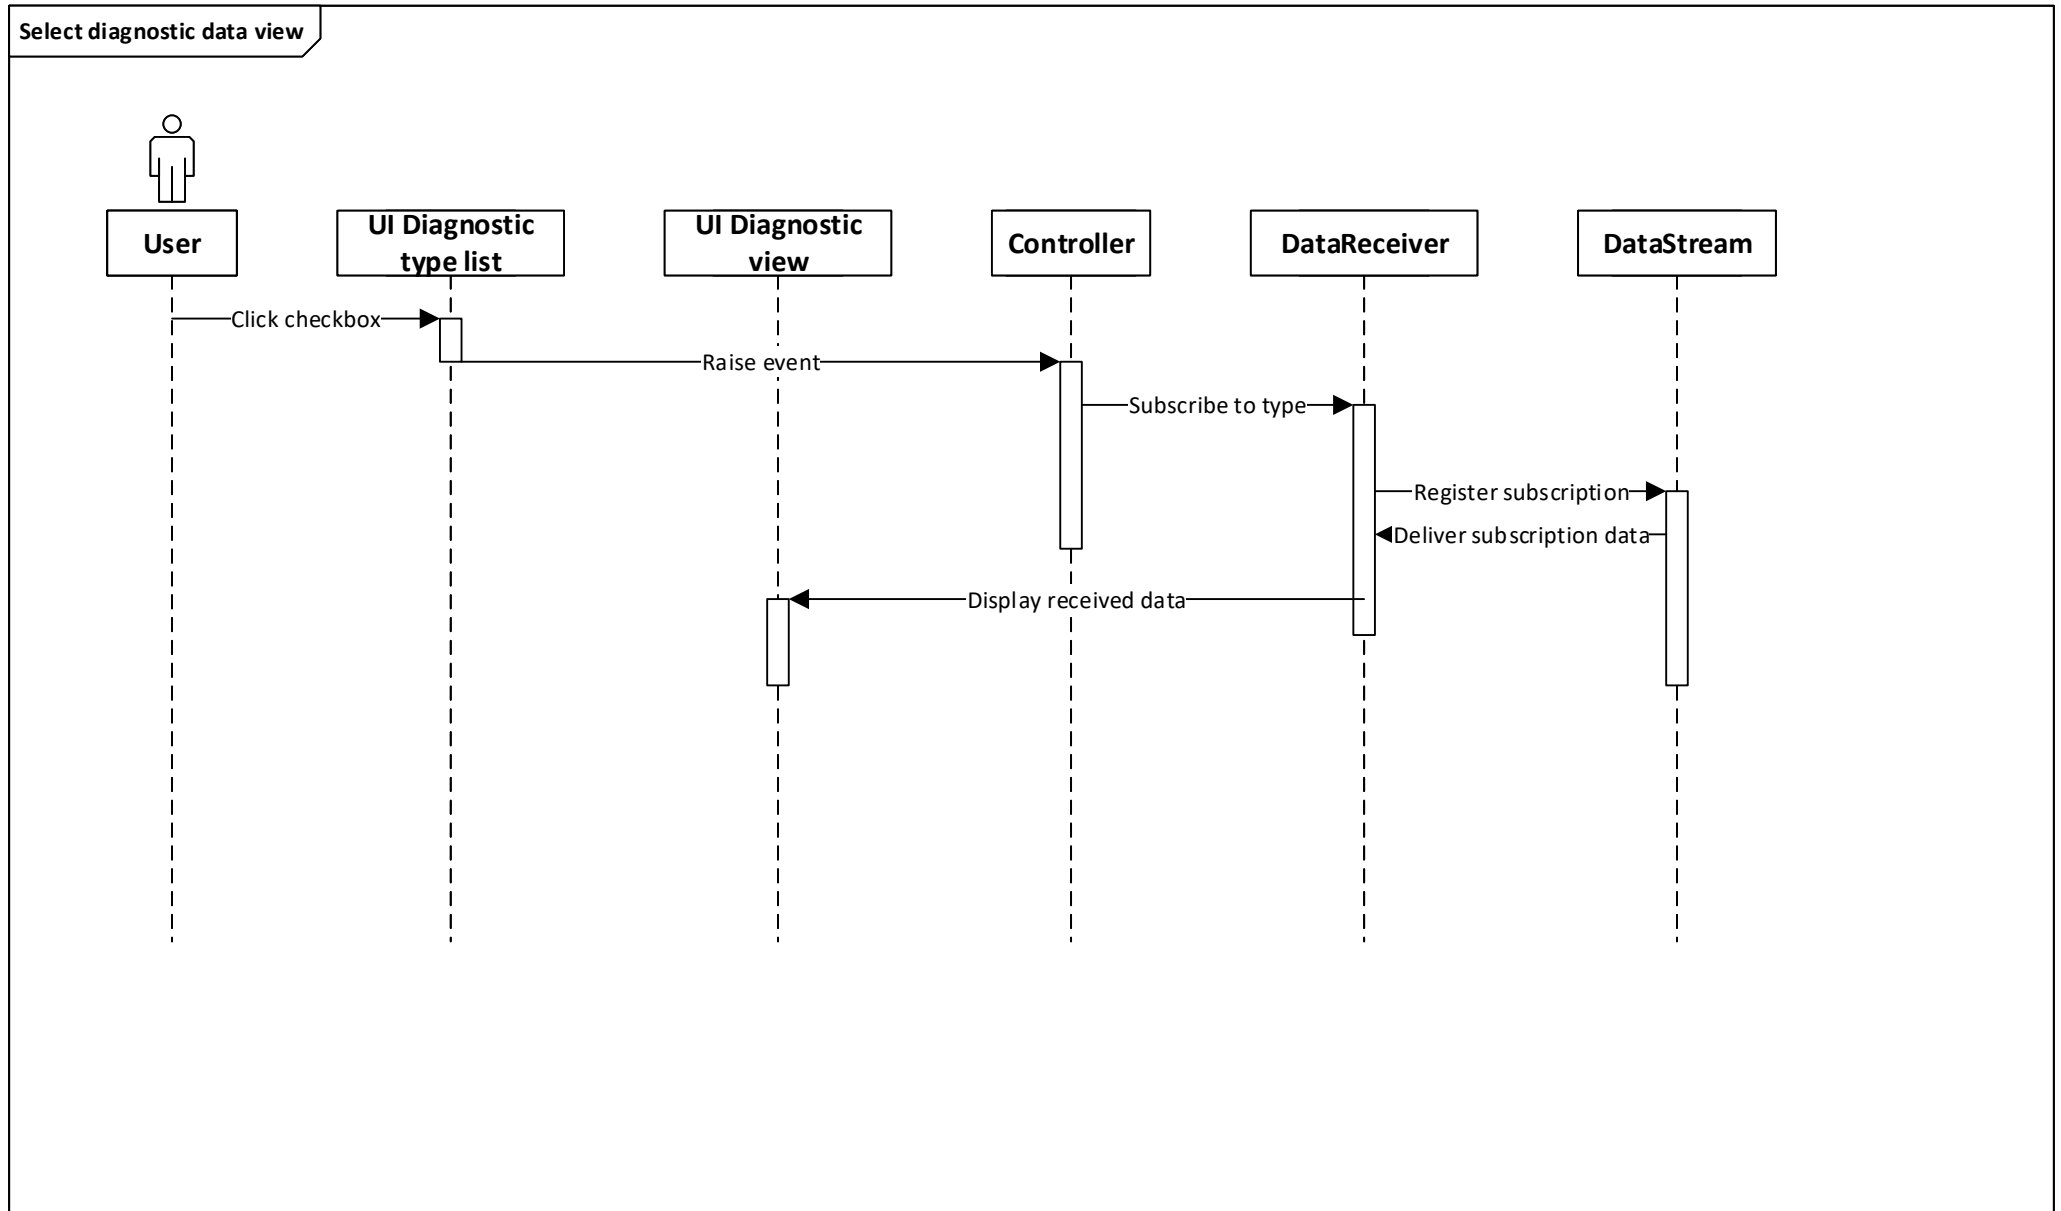 Select diagnostic data view
User
UI Diagnostic
type list
UI Diagnostic
view
Controller
DataReceiver
DataStream
Click checkbox
Raise event
Subscribe to type
Register subscription
Deliver subscription data
Display received data